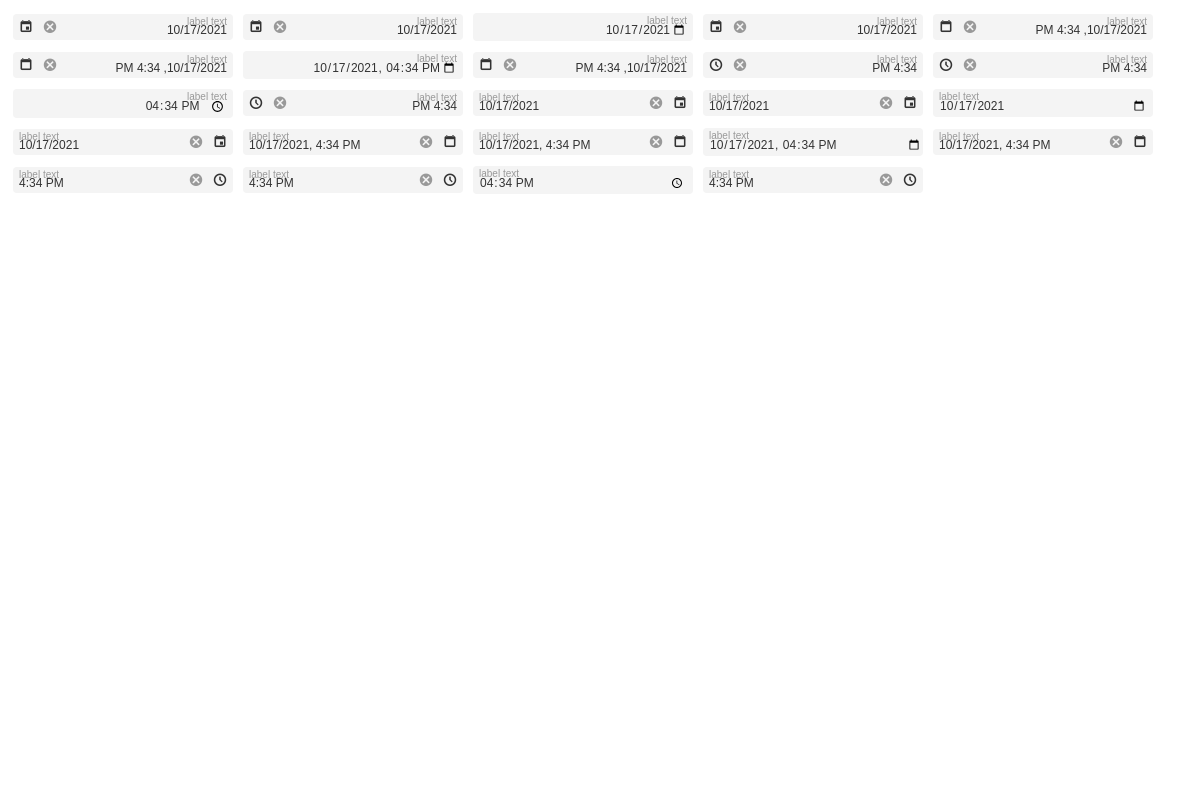 label text
10/17/2021
label text
10/17/2021
label text
10/17/2021
label text
10/17/2021
label text
PM 4:34 ,10/17/2021
label text
PM 4:34 ,10/17/2021
label text
10/17/2021, 04:34 PM
label text
PM 4:34 ,10/17/2021
label text
PM 4:34
label text
PM 4:34
label text
04:34 PM
label text
PM 4:34
label text
10/17/2021
label text
10/17/2021
label text
10/17/2021
label text
10/17/2021
label text
10/17/2021, 4:34 PM
label text
10/17/2021, 4:34 PM
label text
10/17/2021, 04:34 PM
label text
10/17/2021, 4:34 PM
label text
4:34 PM
label text
4:34 PM
label text
04:34 PM
label text
4:34 PM